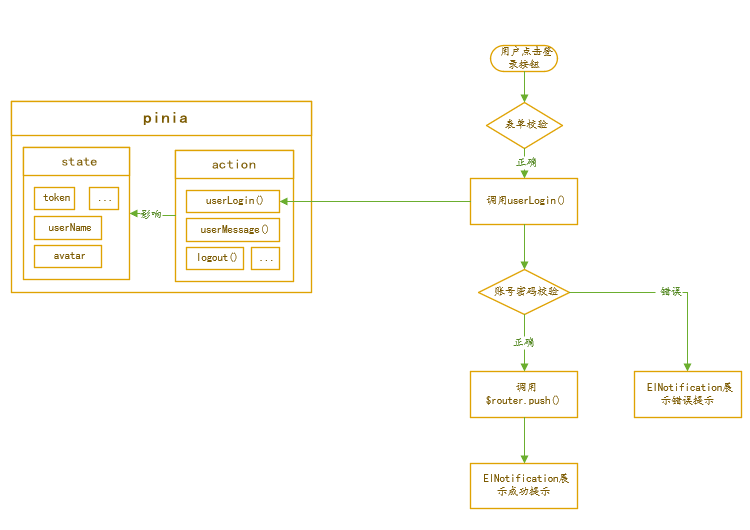 用户点击登
录按钮
表单校验
正确
调用userLogin()
账号密码校验
错误
正确
调用
$router.push()
ElNotification展
示错误提示
ElNotification展
示成功提示
pinia
state
token
...
userName
avatar
影响
action
userLogin()
userMessage()
logout()
...